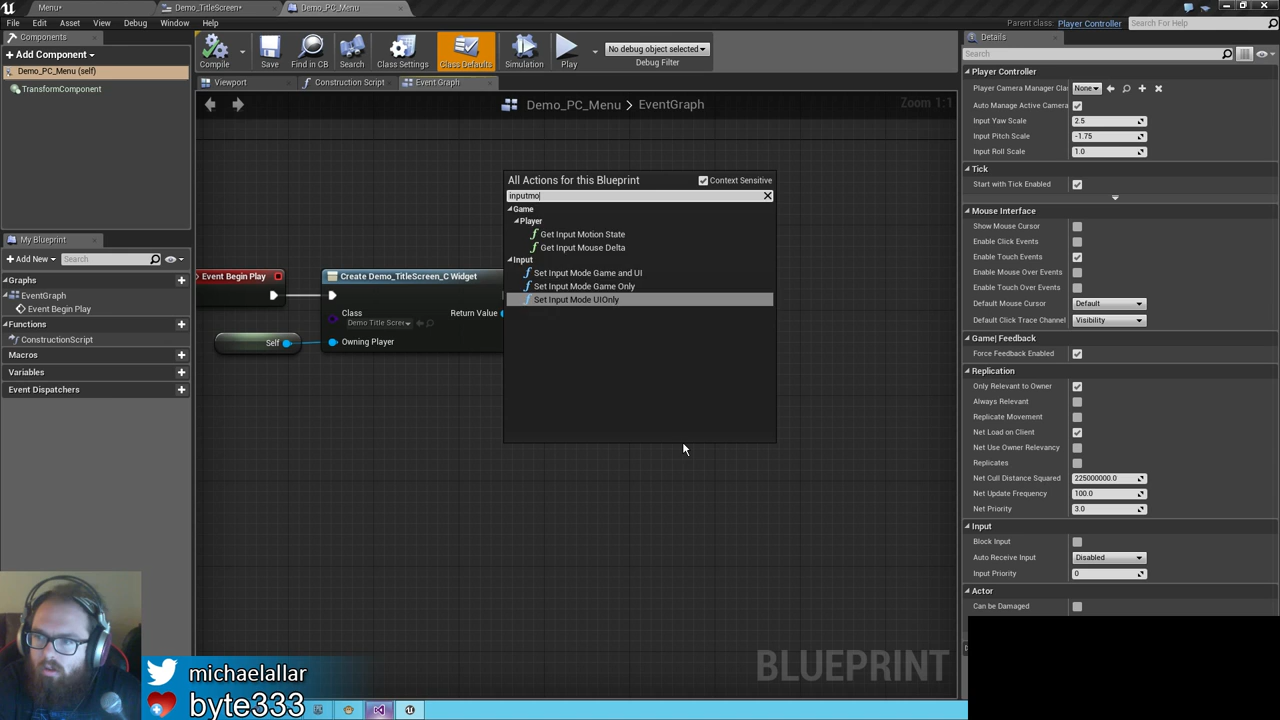 Menu*
Demo_TitleScreen*
Demo_PC_Menu
File Edit Asset View Debug Window Help
Parent class: Player Controller
Search For Help
Components
Add Component
Demo_PC_Menu (self)
TransformComponent
Compile
Save
Find in CB
Search
Class Settings
Class Defaults
Simulation
Play
No debug object selected
Debug Filter
Viewport
Construction Script
Event Graph
Demo_PC_Menu > EventGraph
Zoom 1:1
My Blueprint
Add New
Search
Graphs
EventGraph
Event Begin Play
Functions
ConstructionScript
Macros
Variables
Event Dispatchers
Event Begin Play
Create Demo_TitleScreen_C Widget
Class
Demo Title Scree
Return Value
Self
Owning Player
All Actions for this Blueprint
Context Sensitive
inputmo
Game
Player
Get Input Motion State
Get Input Mouse Delta
Input
Set Input Mode Game and UI
Set Input Mode Game Only
Set Input Mode UIOnly
BLUEPRINT
Details
Search
Player Controller
Player Camera Manager Clas
None
Auto Manage Active Camera
Input Yaw Scale 2.5
Input Pitch Scale -1.75
Input Roll Scale 1.0
Tick
Start with Tick Enabled
Mouse Interface
Show Mouse Cursor
Enable Click Events
Enable Touch Events
Enable Mouse Over Events
Enable Touch Over Events
Default Mouse Cursor Default
Default Click Trace Channel Visibility
Game|Feedback
Force Feedback Enabled
Replication
Only Relevant to Owner
Always Relevant
Replicate Movement
Net Load on Client
Net Use Owner Relevancy
Replicates
Net Cull Distance Squared 225000000.0
Net Update Frequency 100.0
Net Priority 3.0
Input
Block Input
Auto Receive Input Disabled
Input Priority 0
Actor
Can be Damaged
michaelallar
byte333